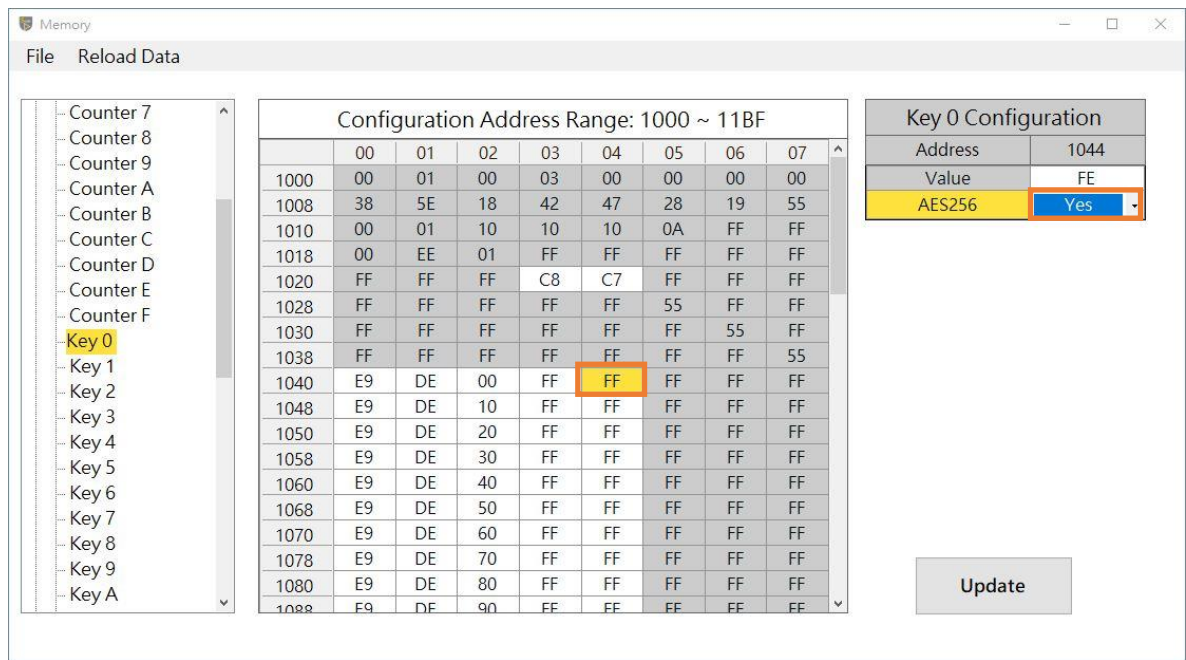 Memory
File Reload Data
Counter 7
Counter 8
Counter 9
Counter A
Counter B
Counter C
Counter D
Counter E
Counter F
Key 0
Key 1
Key 2
Key 3
Key 4
Key 5
Key 6
Key 7
Key 8
Key 9
Key A
Configuration Address Range: 1000 ~ 11BF
00 01 02 03 04 05 06 07
1000 00 01 00 03 00 00 00 00
1008 38 5E 18 42 47 28 19 55
1010 00 01 10 10 10 0A FF FF
1018 00 EE 01 FF FF FF FF FF
1020 FF FF FF C8 C7 FF FF FF
1028 FF FF FF FF FF 55 FF FF
1030 FF FF FF FF FF FF 55 FF
1038 FF FF FF FF FF FF FF 55
1040 E9 DE 00 FF FF FF FF FF
1048 E9 DE 10 FF FF FF FF FF
1050 E9 DE 20 FF FF FF FF FF
1058 E9 DE 30 FF FF FF FF FF
1060 E9 DE 40 FF FF FF FF FF
1068 E9 DE 50 FF FF FF FF FF
1070 E9 DE 60 FF FF FF FF FF
1078 E9 DE 70 FF FF FF FF FF
1080 E9 DE 80 FF FF FF FF FF
1088 E9 DE 90 FF FF FF FF FF
Key 0 Configuration
Address 1044
Value FE
AES256 Yes
Update